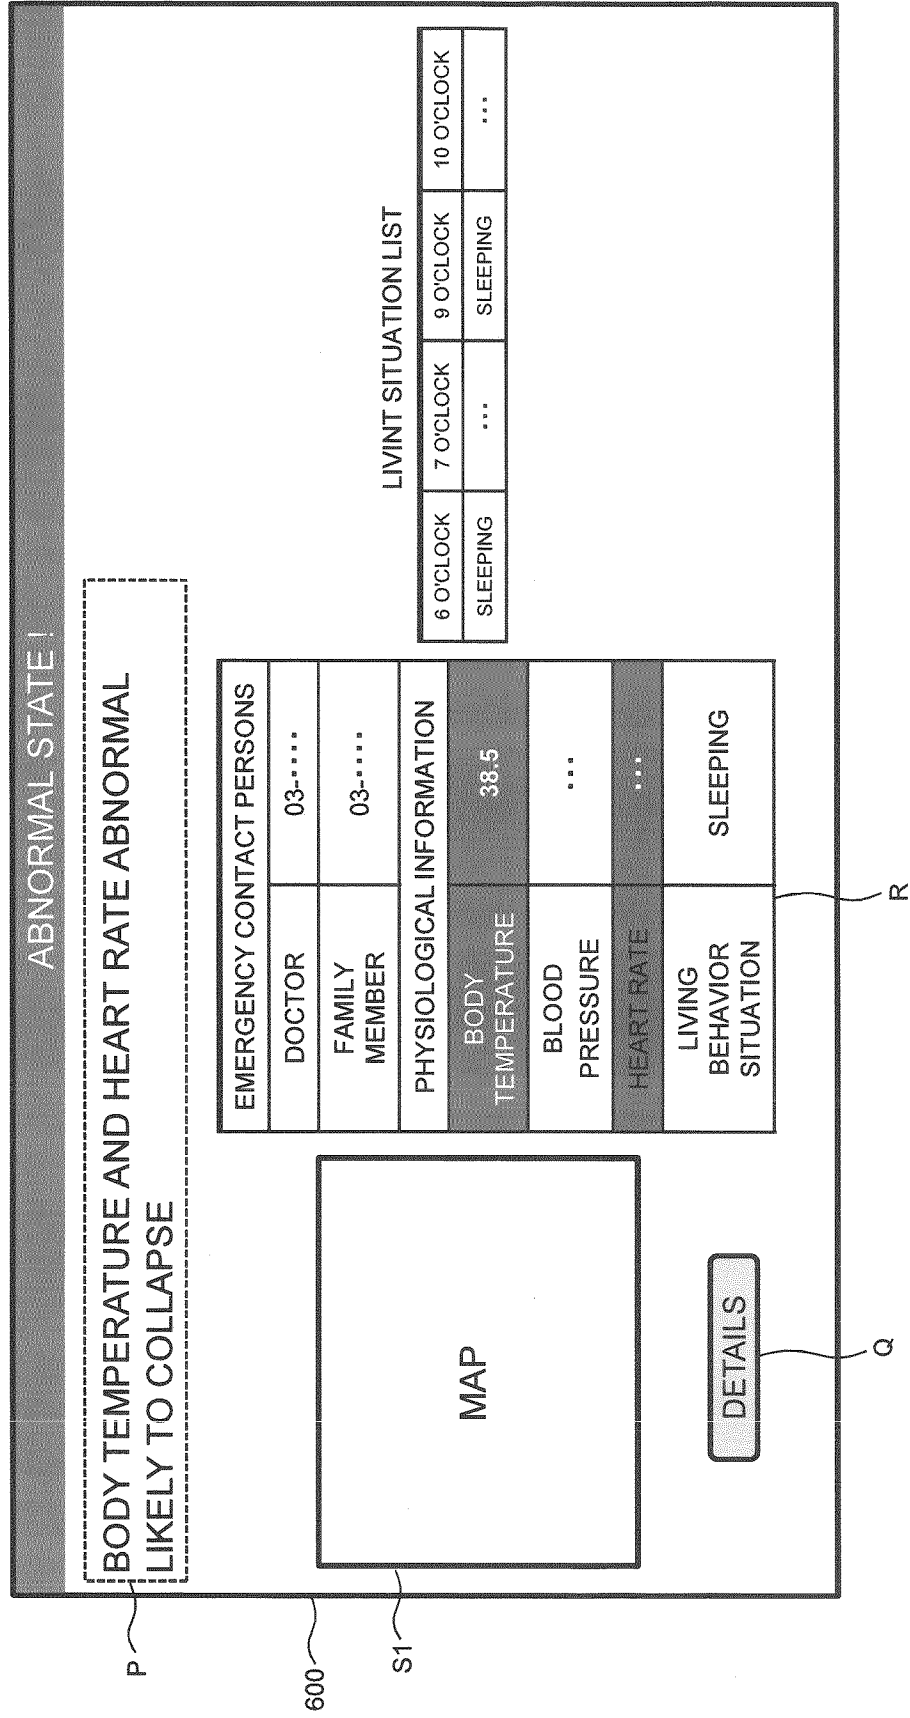 ABNORMAL STATE !
BODY TEMPERATURE AND HEART RATE ABNORMAL
LIKELY TO COLLAPSE
P
600
S1
MAP
DETAILS
Q
EMERGENCY CONTACT PERSONS
DOCTOR 03-････
FAMILY
MEMBER 03-････
PHYSIOLOGICAL INFORMATION
BODY
TEMPERATURE 38.5
BLOOD
PRESSURE ･･･
HEART RATE ･･･
LIVING
BEHAVIOR
SITUATION SLEEPING
R
LIVINT SITUATION LIST
6 O'CLOCK 7 O'CLOCK 9 O'CLOCK 10 O'CLOCK
SLEEPING ･･･ SLEEPING ･･･